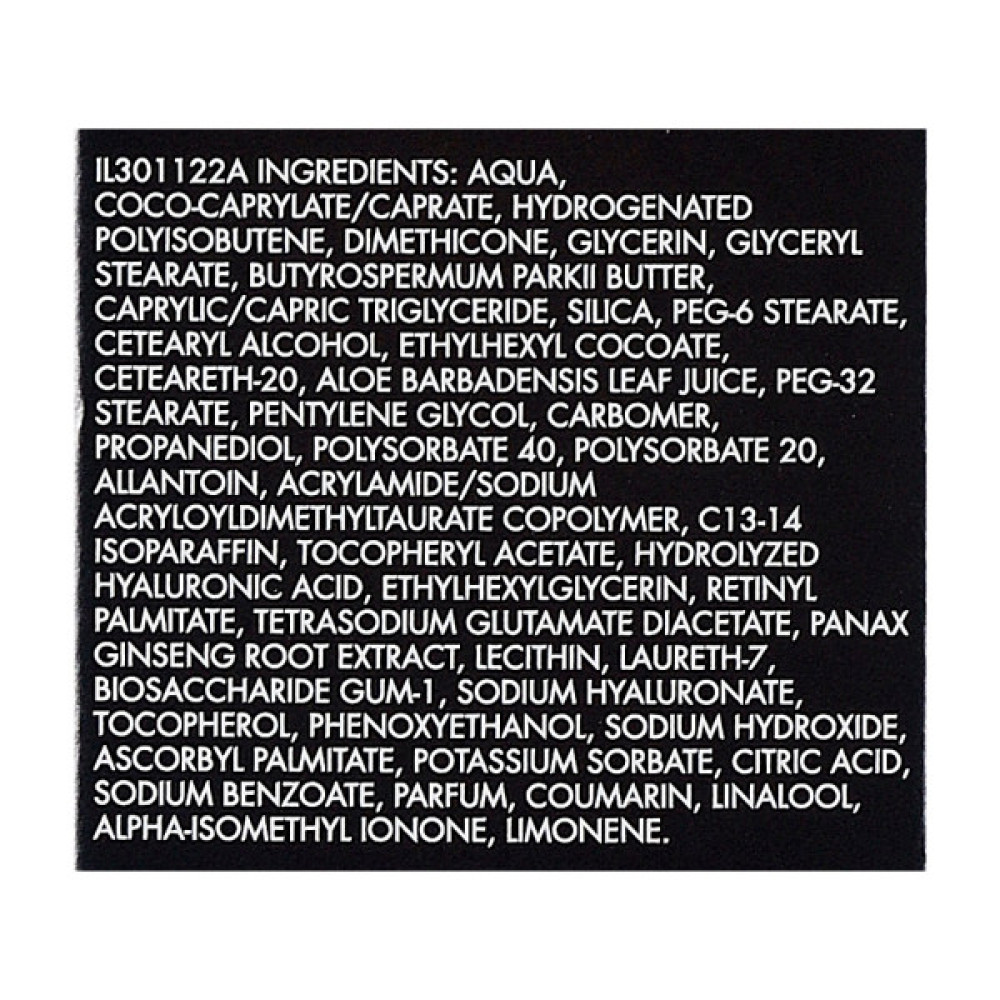 IL301122A INGREDIENTS: AQUA,
COCO-CAPRYLATE/CAPRATE, HYDROGENATED
POLYISOBUTENE, DIMETHICONE, GLYCERIN, GLYCERYL
STEARATE, BUTYROSPERMUM PARKII BUTTER,
CAPRYLIC/CAPRIC TRIGLYCERIDE, SILICA, PEG-6 STEARATE,
CETEARYL ALCOHOL, ETHYLHEXYL COCOATE,
CETEARETH-20, ALOE BARBADENSIS LEAF JUICE, PEG-32
STEARATE, PENTYLENE GLYCOL, CARBOMER,
PROPANEDIOL, POLYSORBATE 40, POLYSORBATE 20,
ALLANTOIN, ACRYLAMIDE/SODIUM
ACRYLOYLDIMETHYLTAURATE COPOLYMER, C13-14
ISOPARAFFIN, TOCOPHERYL ACETATE, HYDROLYZED
HYALURONIC ACID, ETHYLHEXYLGLYCERIN, RETINYL
PALMITATE, TETRASODIUM GLUTAMATE DIACETATE, PANAX
GINSENG ROOT EXTRACT, LECITHIN, LAURETH-7,
BIOSACCHARIDE GUM-1, SODIUM HYALURONATE,
TOCOPHEROL, PHENOXYETHANOL, SODIUM HYDROXIDE,
ASCORBYL PALMITATE, POTASSIUM SORBATE, CITRIC ACID,
SODIUM BENZOATE, PARFUM, COUMARIN, LINALOOL,
ALPHA-ISOMETHYL IONONE, LIMONENE.